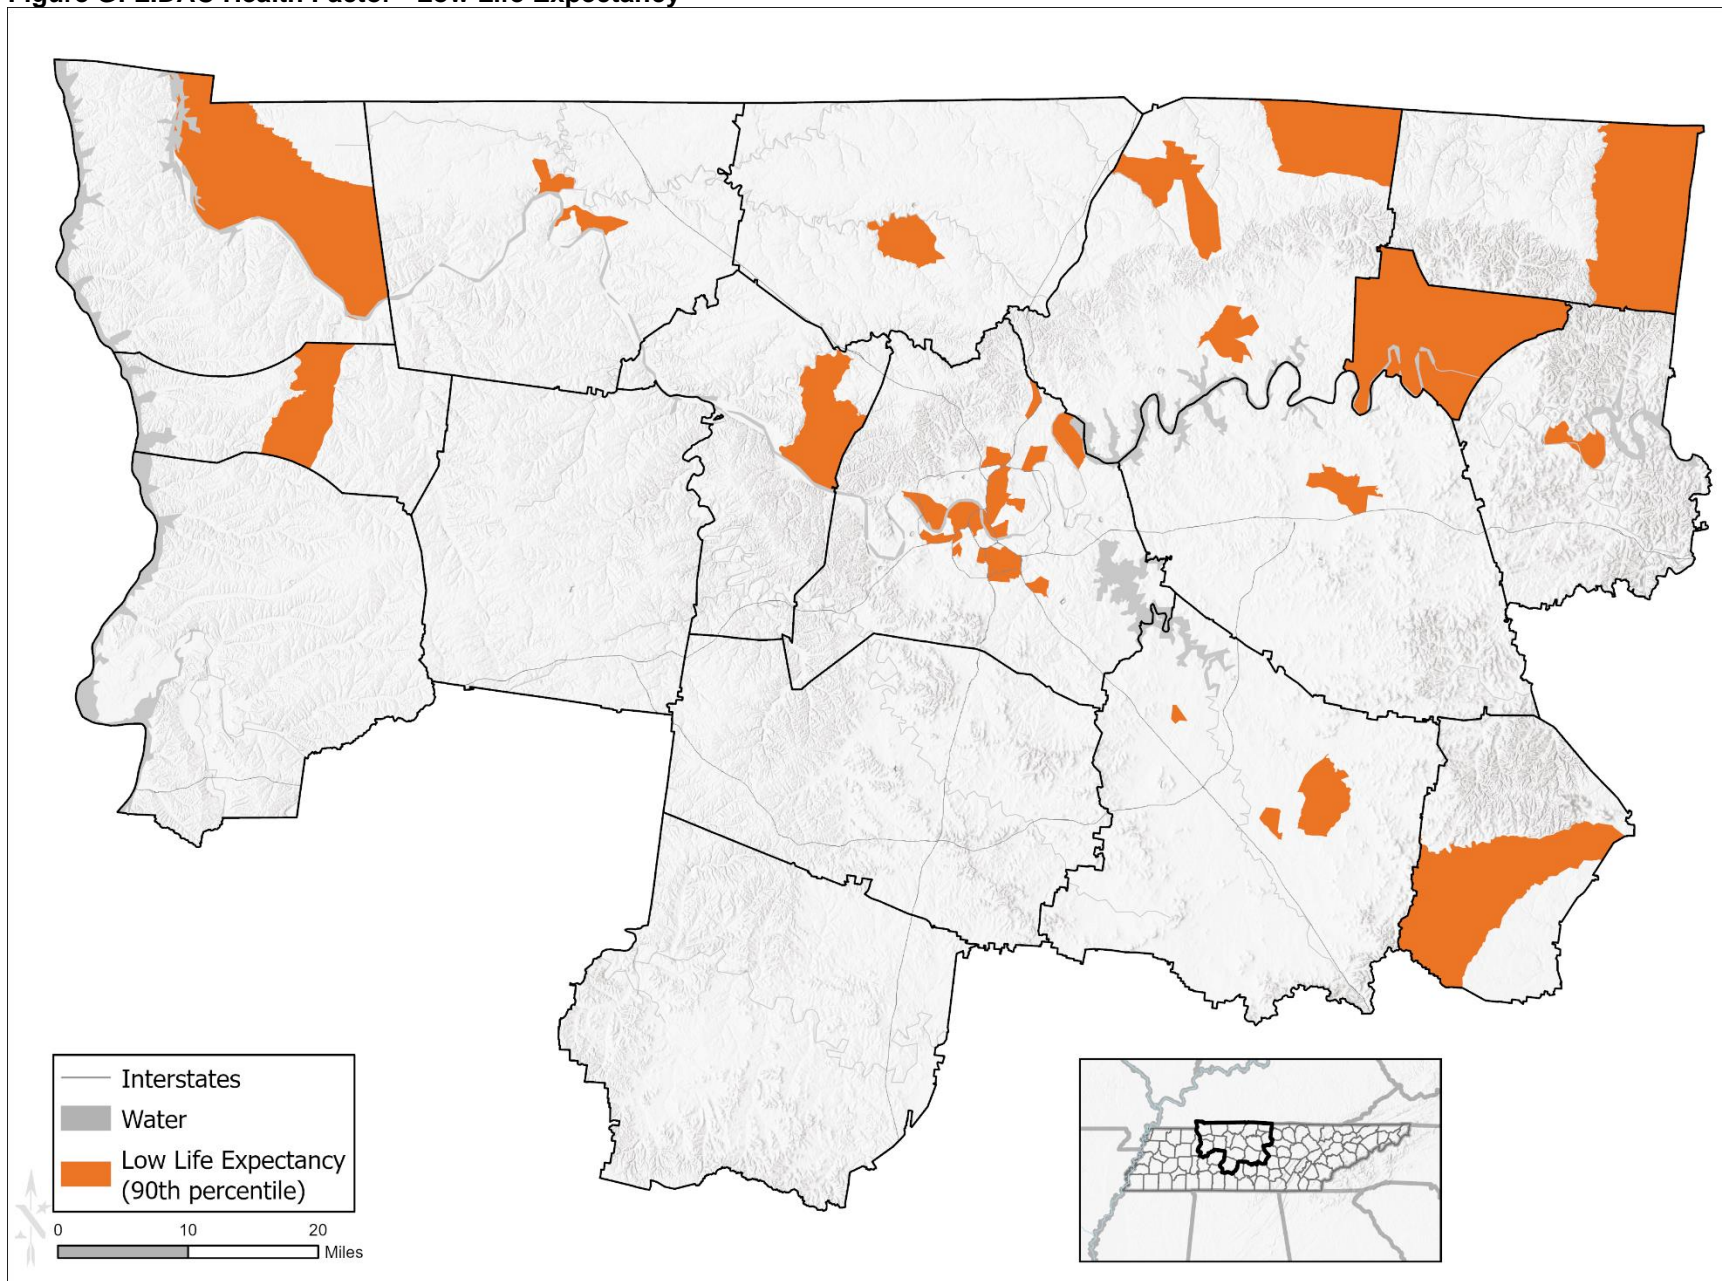 Interstates
Water
Low Life Expectancy
(90th percentile)
0 10 20
Miles